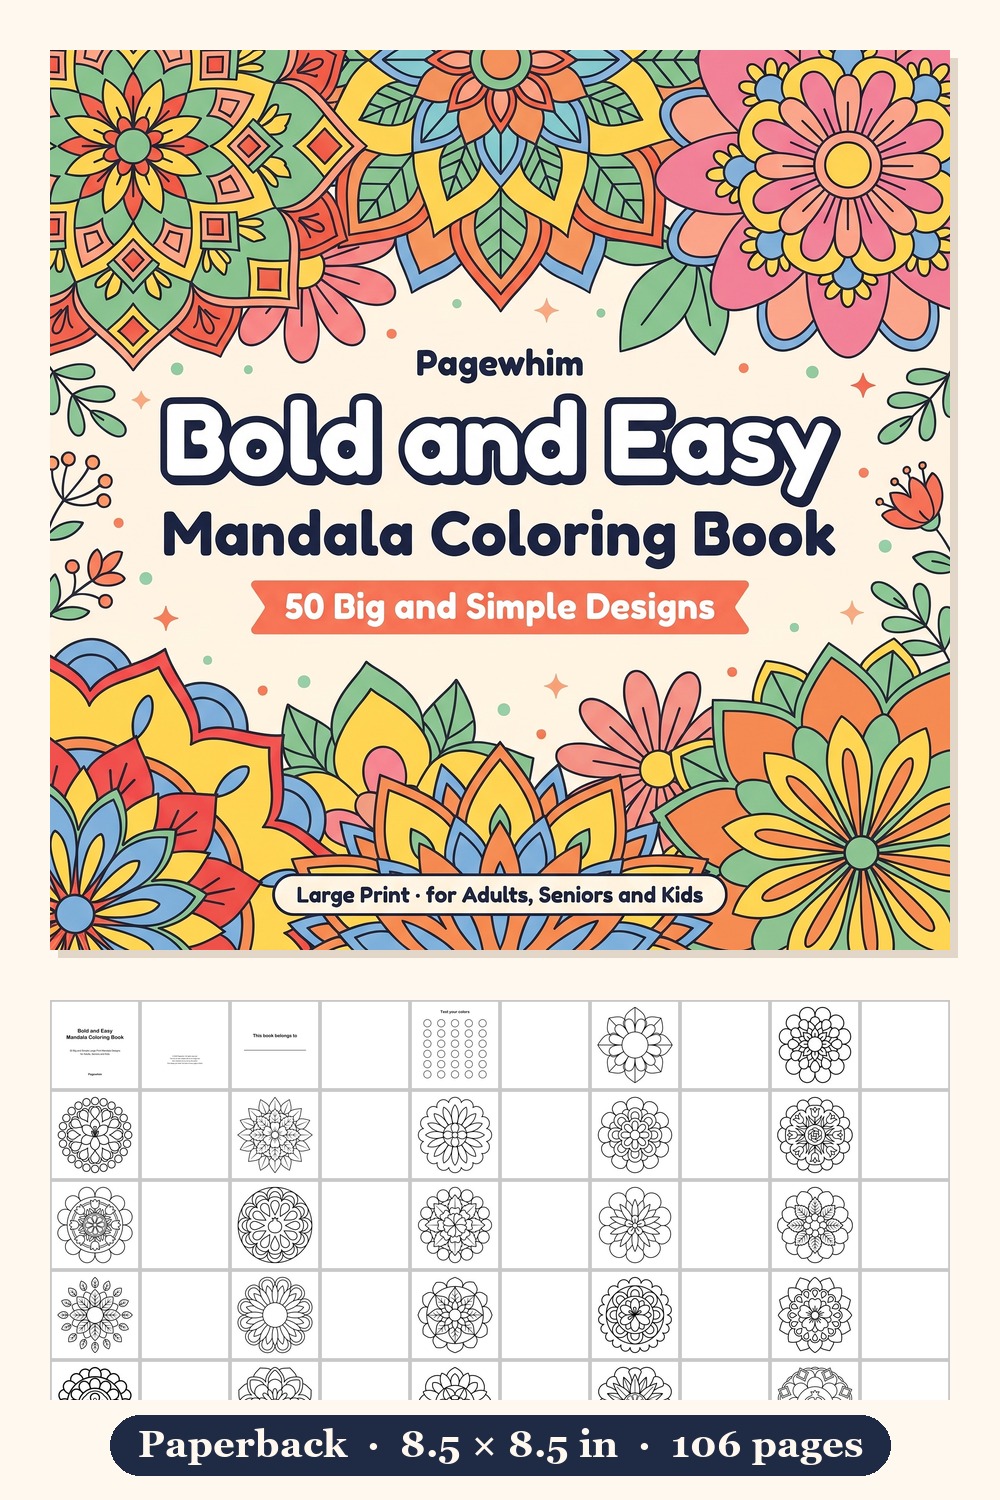 Pagewhim
Bold and Easy
Mandala Coloring Book
50 Big and Simple Designs
Large Print · for Adults, Seniors and Kids
Bold and Easy
Mandala Coloring Book
Pagewhim
This book belongs to
Test your colors
Paperback · 8.5 × 8.5 in · 106 pages